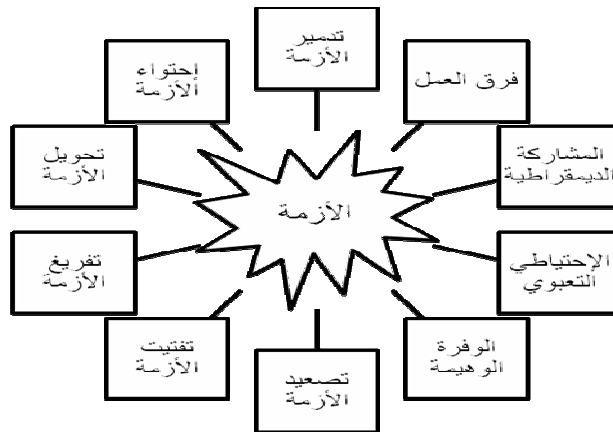 تدمير
الأزمة
فرق العمل
المشاركة
الديمقراطية
الإحتياطي
التعبوي
الوفرة
الوهيمة
تصعيد
الأزمة
تفتيت
الأزمة
تفريغ
الأزمة
تحويل
الأزمة
إحتواء
الأزمة
الأزمة